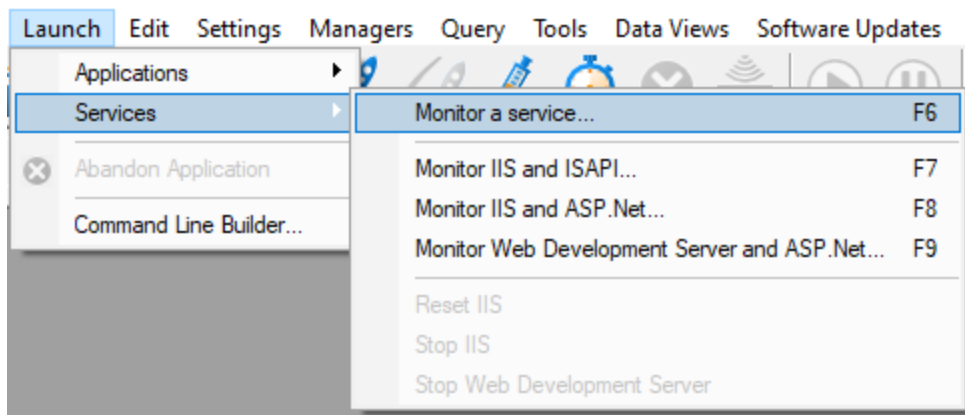 Launch Edit Settings Managers Query Tools Data Views Software Updates
Applications
Services
Abandon Application
Command Line Builder...
Monitor a service... F6
Monitor IIS and ISAPI... F7
Monitor IIS and ASP.Net... F8
Monitor Web Development Server and ASP.Net... F9
Reset IIS
Stop IIS
Stop Web Development Server